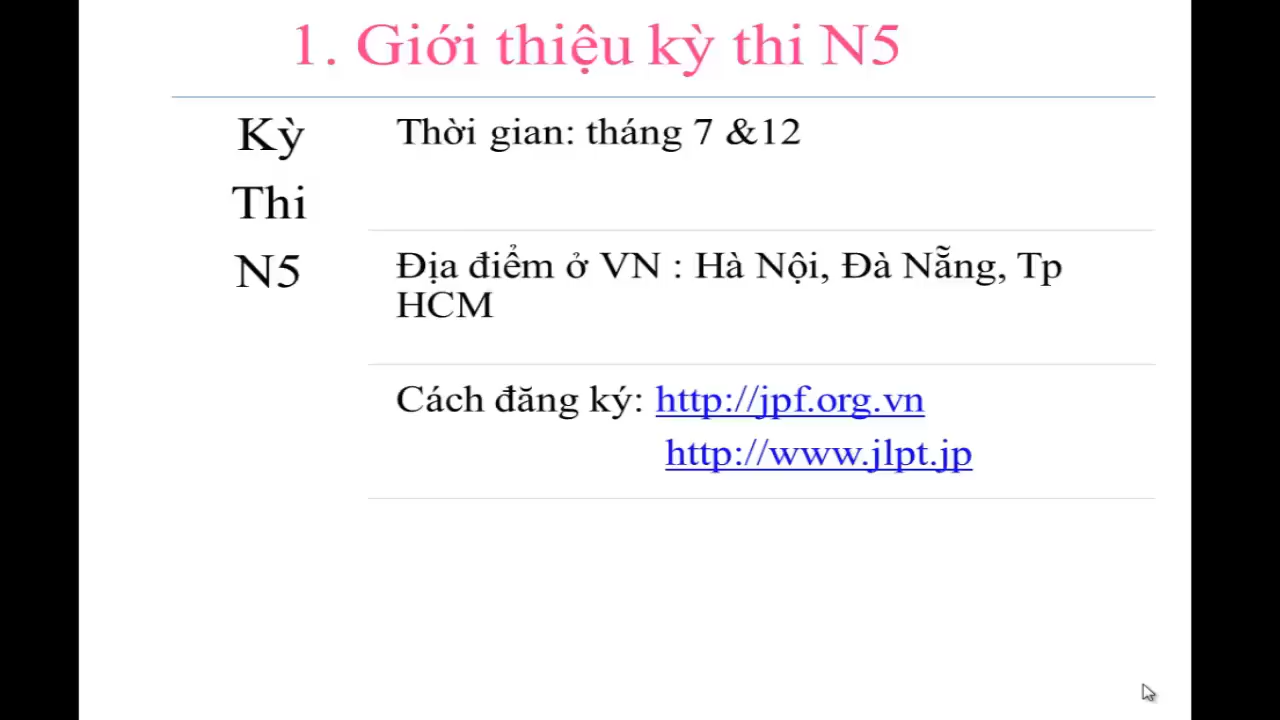 1. Giới thiệu kỳ thi N5
Kỳ
Thi
N5
Thời gian: tháng 7 &12
Địa điểm ở VN : Hà Nội, Đà Nẵng, Tp
HCM
Cách đăng ký: http://jpf.org.vn
http://www.jlpt.jp